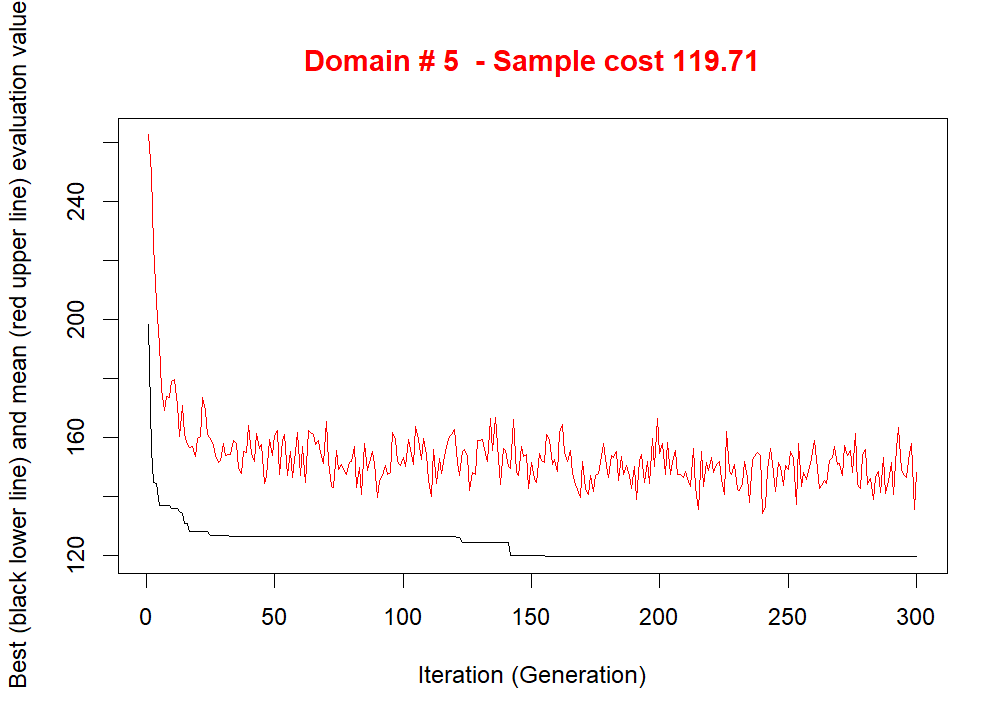 Domain # 5  - Sample cost 119.71
Best (black lower line) and mean (red upper line) evaluation value
240
200
160
120
0 50 100 150 200 250 300
Iteration (Generation)